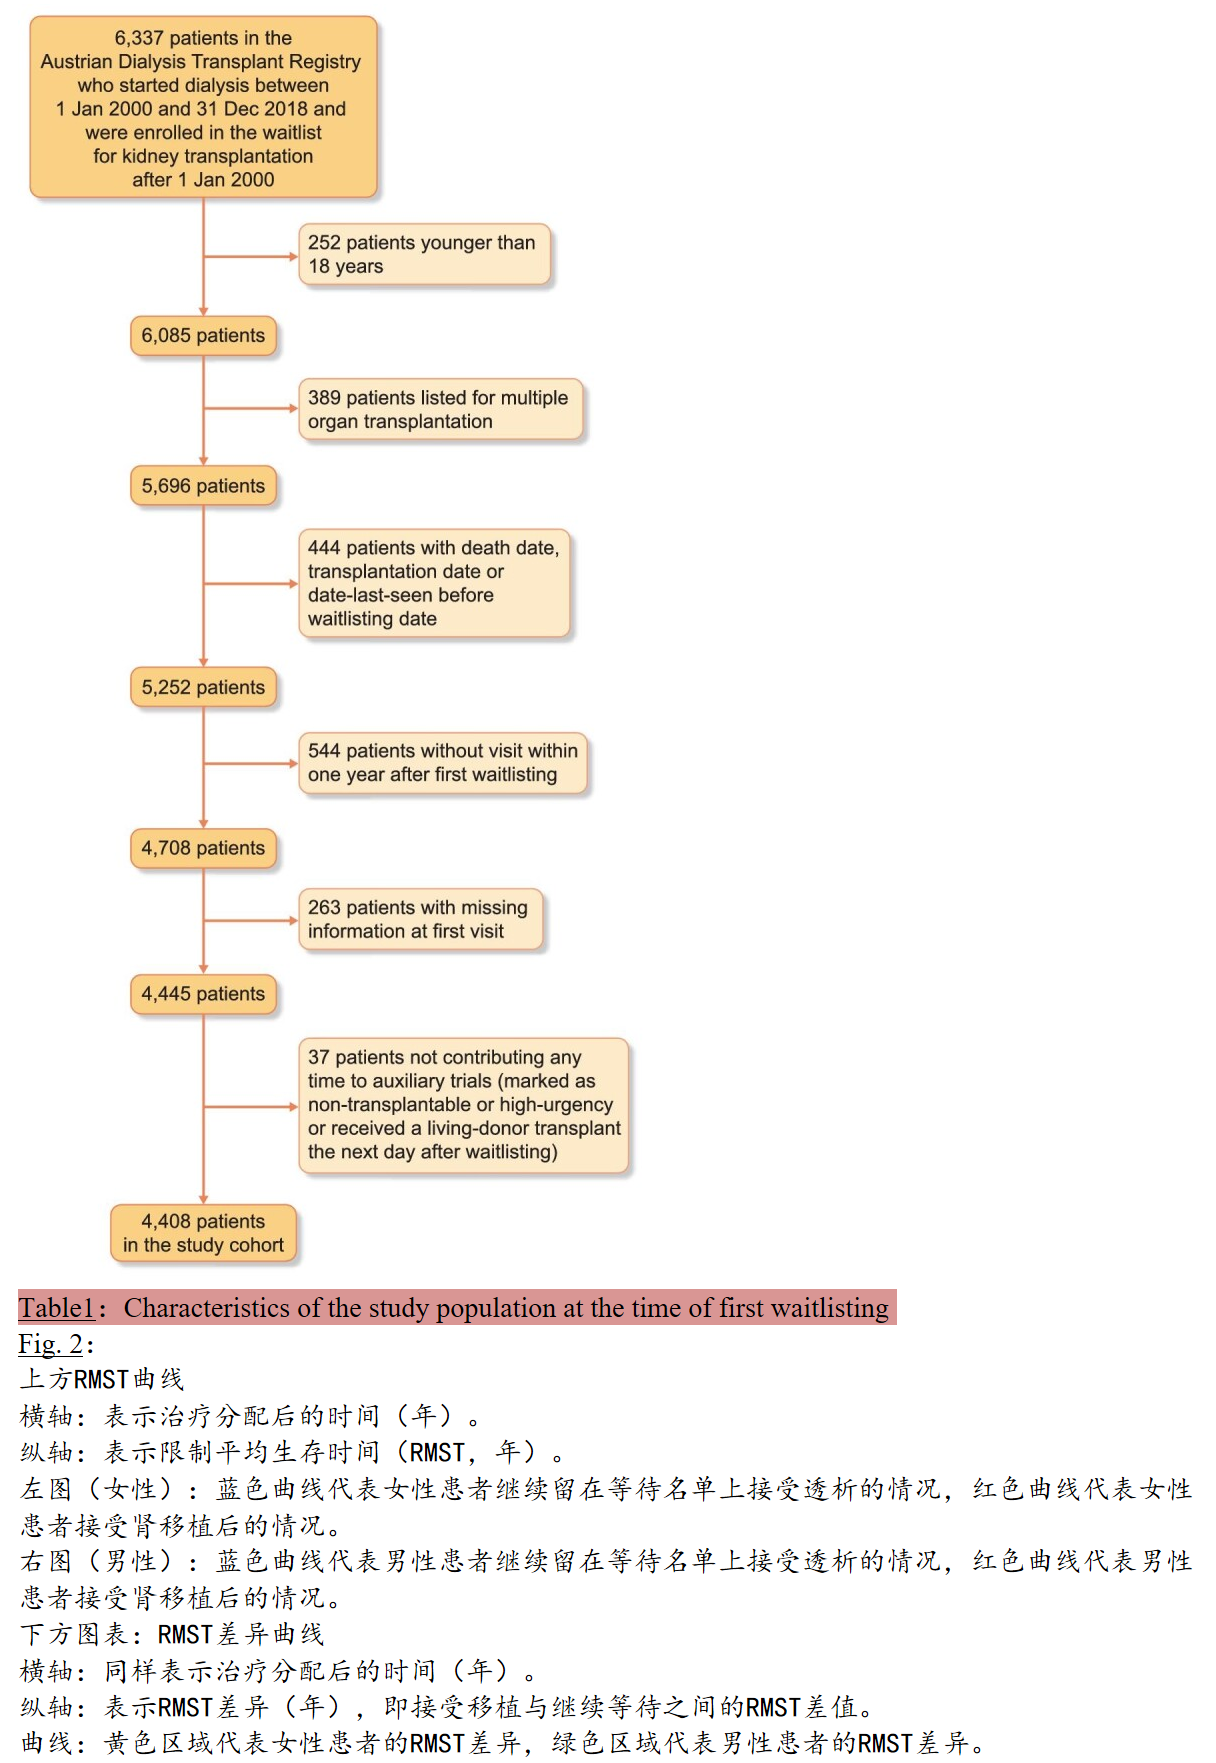 6,337 patients in the
Austrian Dialysis Transplant Registry
who started dialysis between
1 Jan 2000 and 31 Dec 2018 and
were enrolled in the waitlist
for kidney transplantation
after 1 Jan 2000
252 patients younger than
18 years
6,085 patients
389 patients listed for multiple
organ transplantation
5,696 patients
444 patients with death date,
transplantation date or
date-last-seen before
waitlisting date
5,252 patients
544 patients without visit within
one year after first waitlisting
4,708 patients
263 patients with missing
information at first visit
4,445 patients
37 patients not contributing any
time to auxiliary trials (marked as
non-transplantable or high-urgency
or received a living-donor transplant
the next day after waitlisting)
4,408 patients
in the study cohort
Table1：Characteristics of the study population at the time of first waitlisting
Fig. 2：
上方RMST曲线
横轴：表示治疗分配后的时间（年）。
纵轴：表示限制平均生存时间（RMST，年）。
左图（女性）：蓝色曲线代表女性患者继续留在等待名单上接受透析的情况，红色曲线代表女性
患者接受肾移植后的情况。
右图（男性）：蓝色曲线代表男性患者继续留在等待名单上接受透析的情况，红色曲线代表男性
患者接受肾移植后的情况。
下方图表：RMST差异曲线
横轴：同样表示治疗分配后的时间（年）。
纵轴：表示RMST差异（年），即接受移植与继续等待之间的RMST差值。
曲线：黄色区域代表女性患者的RMST差异，绿色区域代表男性患者的RMST差异。